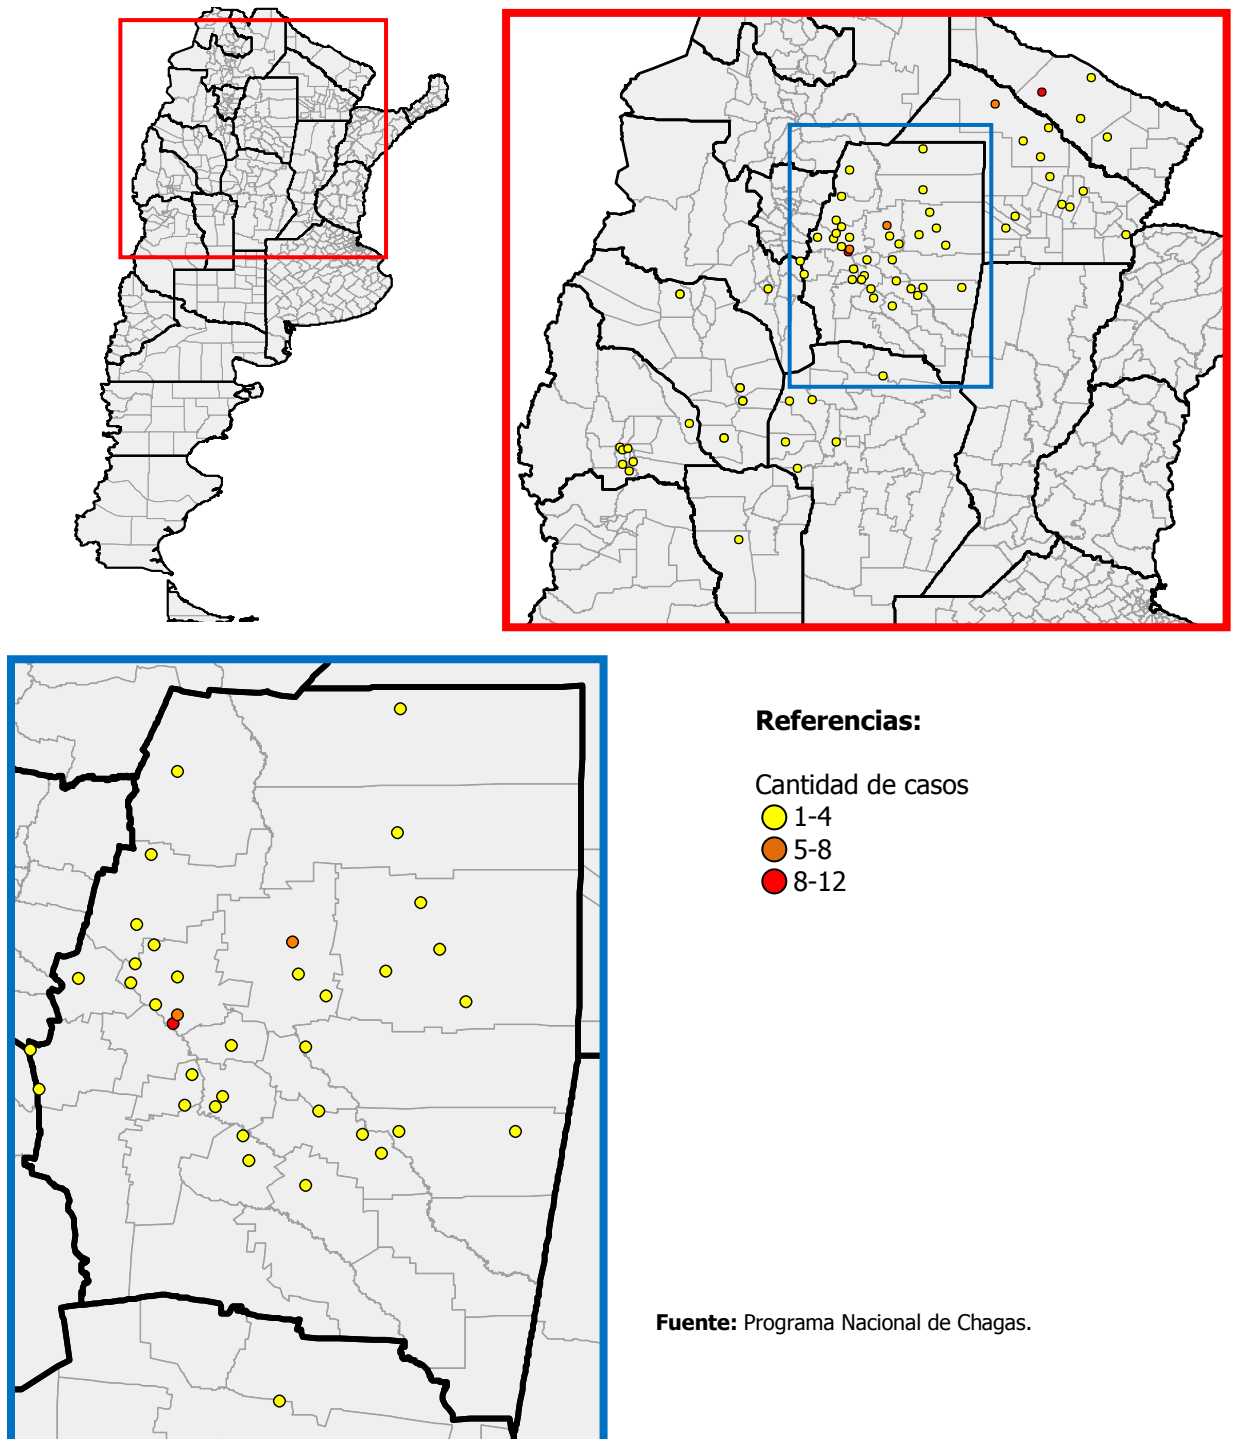 Referencias:
Cantidad de casos
1-4
5-8
8-12
Fuente: Programa Nacional de Chagas.